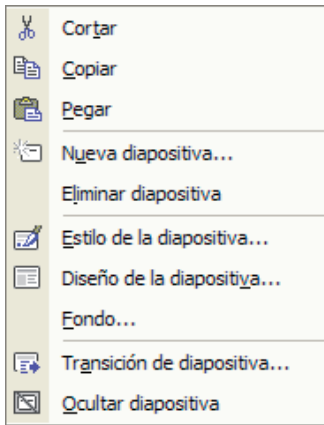 Cortar
Copiar
Pegar
Nueva diapositiva...
Eliminar diapositiva
Estilo de la diapositiva...
Diseño de la diapositiva...
Fondo...
Transición de diapositiva...
Ocultar diapositiva